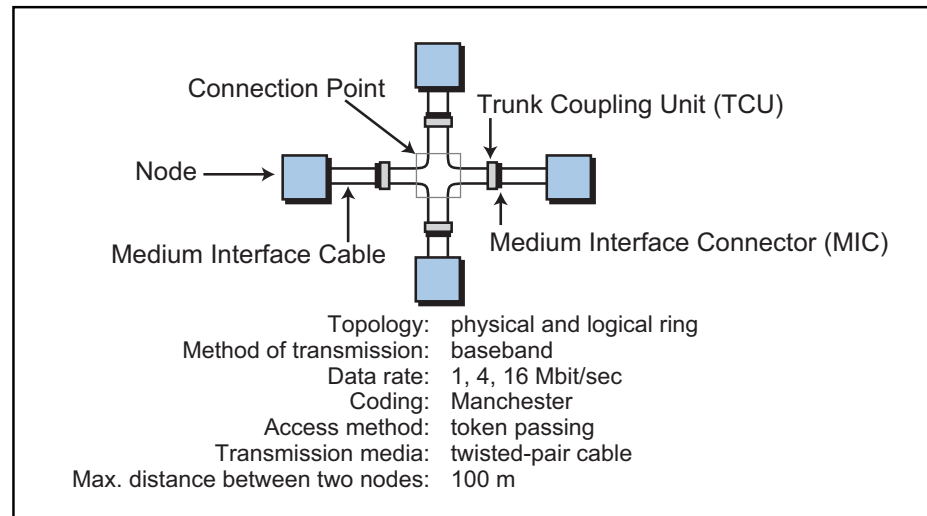 Connection Point
Trunk Coupling Unit (TCU)
Node
Medium Interface Cable
Medium Interface Connector (MIC)
Topology: physical and logical ring
Method of transmission: baseband
Data rate: 1, 4, 16 Mbit/sec
Coding: Manchester
Access method: token passing
Transmission media: twisted-pair cable
Max. distance between two nodes: 100 m